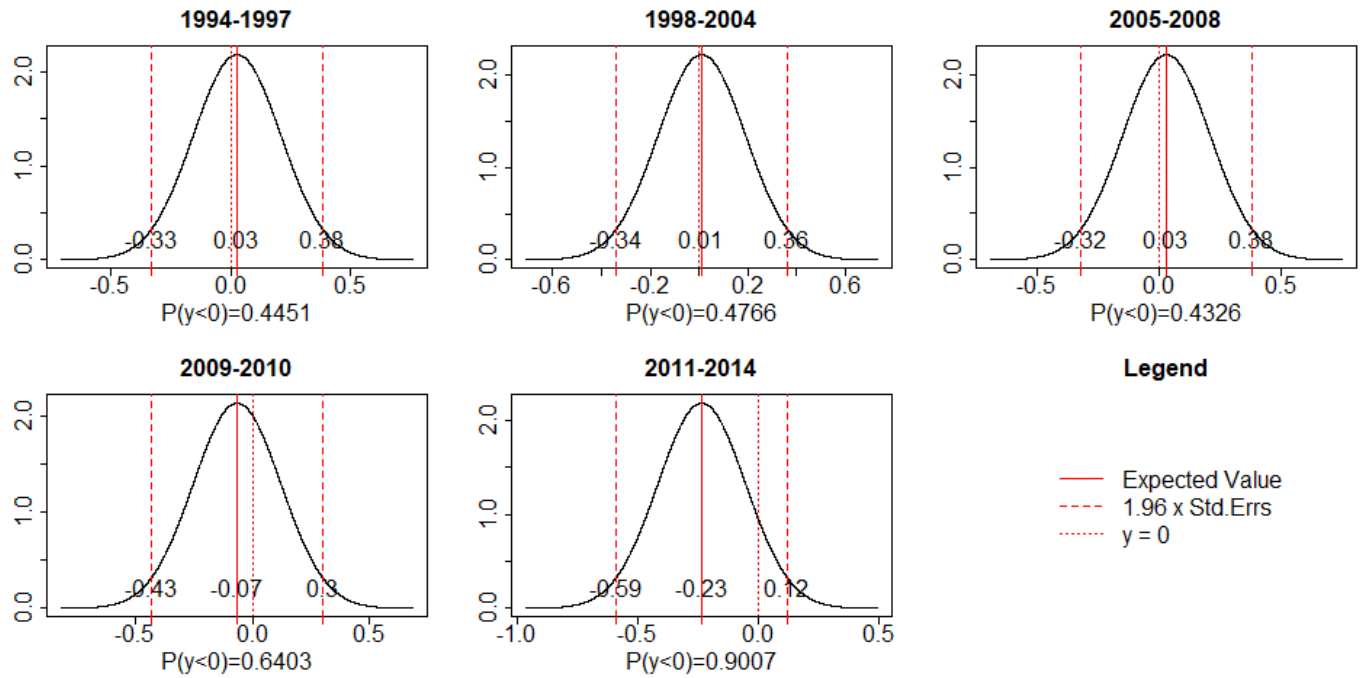 1994-1997
2.0
1.0
0.0
-0.33 0.03 0.38
-0.5 0.0 0.5
P(y<0)=0.4451
1998-2004
2.0
1.0
0.0
-0.34 0.01 0.36
-0.6 -0.2 0.2 0.6
P(y<0)=0.4766
2005-2008
2.0
1.0
0.0
-0.32 0.03 0.38
-0.5 0.0 0.5
P(y<0)=0.4326
2009-2010
2.0
1.0
0.0
-0.43 -0.07 0.3
-0.5 0.0 0.5
P(y<0)=0.6403
2011-2014
2.0
1.0
0.0
-0.59 -0.23 0.12
-1.0 -0.5 0.0 0.5
P(y<0)=0.9007
Legend
Expected Value
1.96 x Std.Errs
y = 0